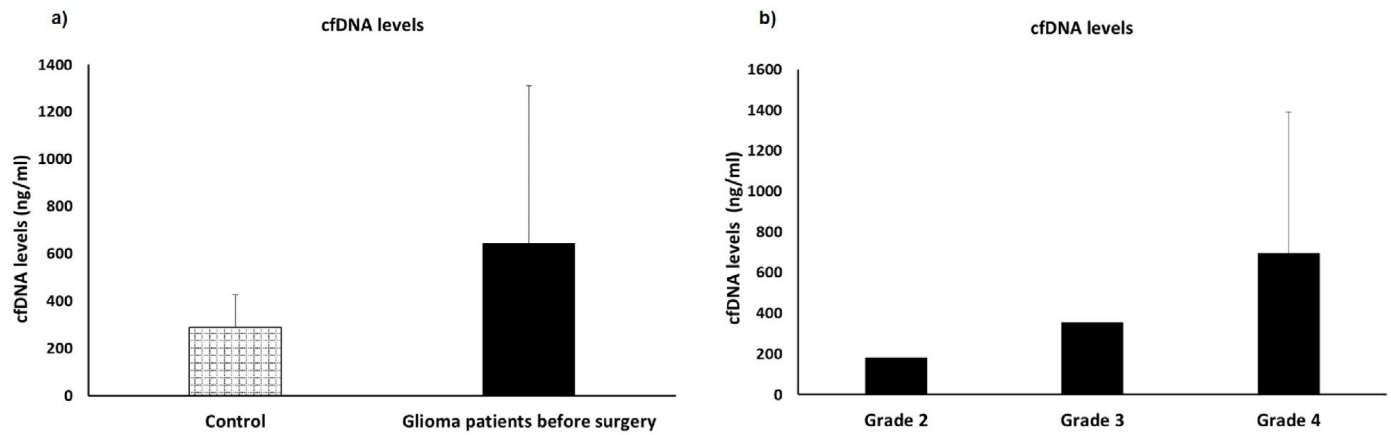 a)
cfDNA levels
1400
1200
1000
800
600
400
200
0
cfDNA levels (ng/ml)
Control
Glioma patients before surgery
b)
cfDNA levels
1600
1400
1200
1000
800
600
400
200
0
cfDNA levels (ng/ml)
Grade 2
Grade 3
Grade 4